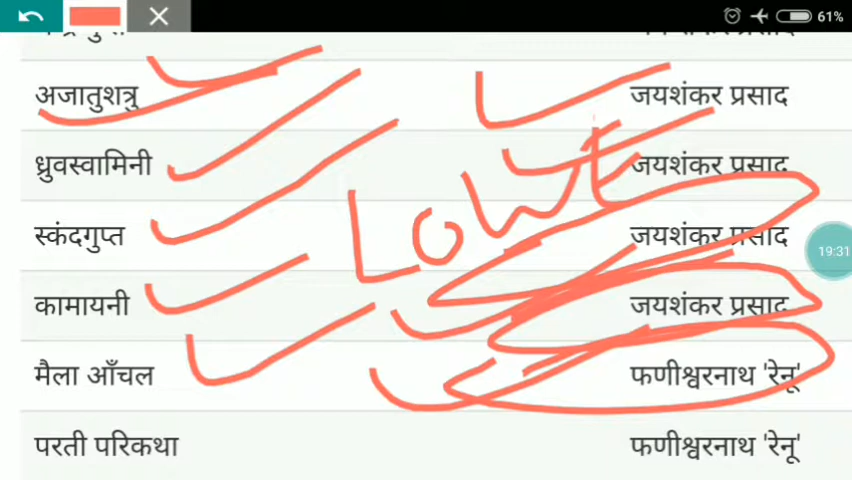 61%
अजातुशत्रु जयशंकर प्रसाद
ध्रुवस्वामिनी जयशंकर प्रसाद
स्कंदगुप्त जयशंकर प्रसाद
19:31
कामायनी जयशंकर प्रसाद
मैला आँचल फणीश्वरनाथ 'रेनू'
परती परिकथा फणीश्वरनाथ 'रेनू'